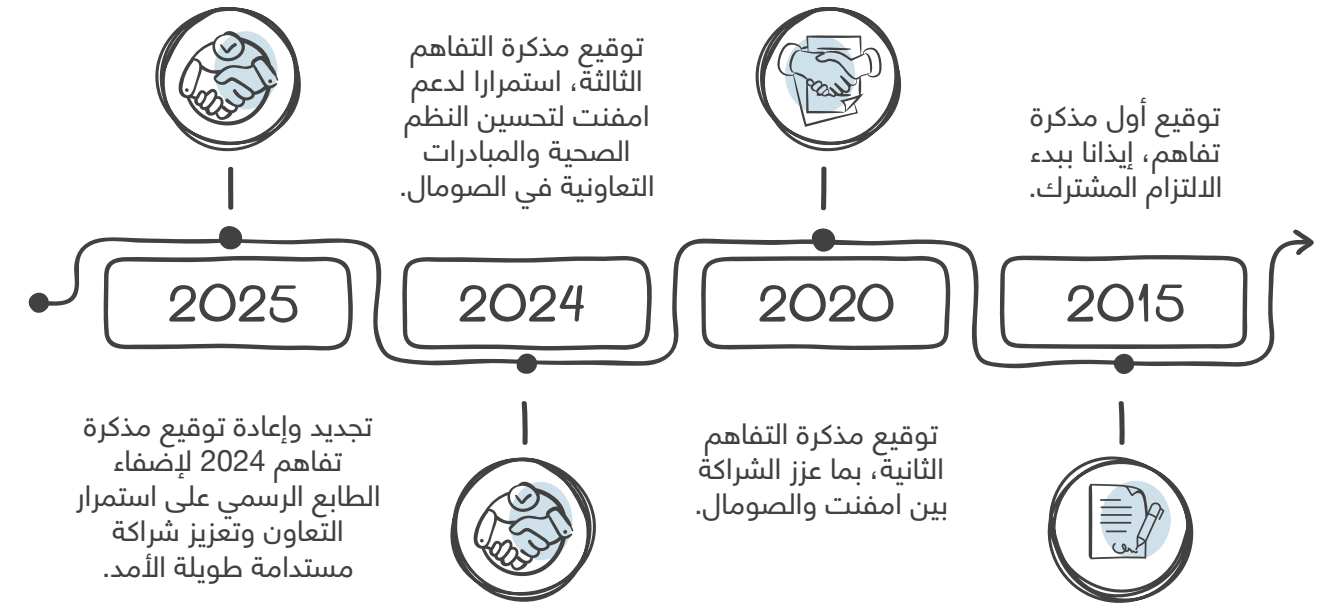 2015
توقيع أول مذكرة
تفاهم، إيذانا ببدء
الالتزام المشترك.
2020
توقيع مذكرة التفاهم
الثانية، بما عزز الشراكة
بين امفنت والصومال.
2024
توقيع مذكرة التفاهم
الثالثة، استمرارا لدعم
امفنت لتحسين النظم
الصحية والمبادرات
التعاونية في الصومال.
2025
تجديد وإعادة توقيع مذكرة
تفاهم 2024 لإضفاء
الطابع الرسمي على استمرار
التعاون وتعزيز شراكة
مستدامة طويلة الأمد.